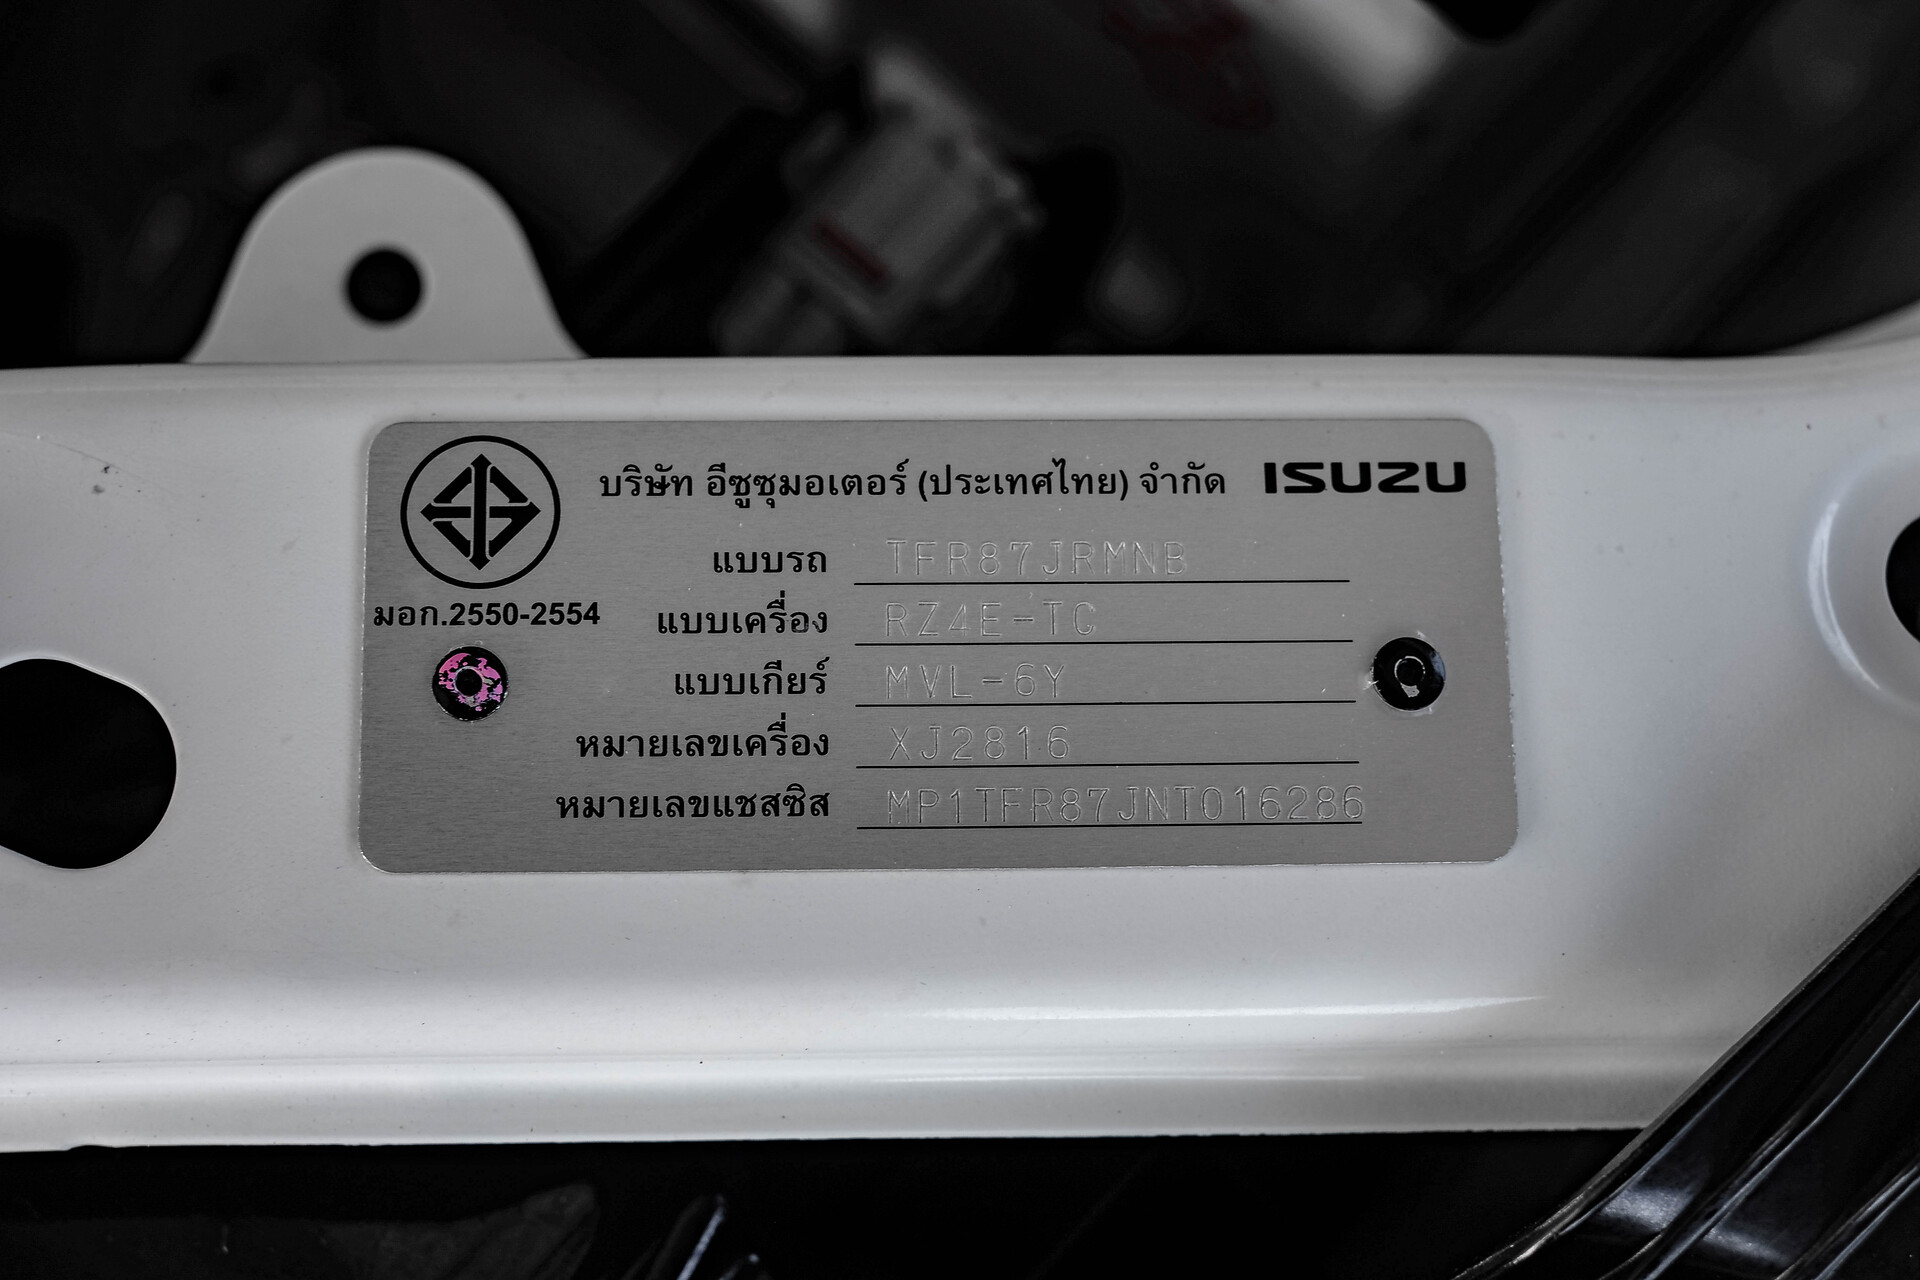 บริษัท อีซูซุมอเตอร์ (ประเทศไทย) จำกัด ISUZU
แบบรถ TFR87JRMNB
มอก.2550-2554
แบบเครื่อง RZ4E-TC
แบบเกียร์ MVL-6Y
หมายเลขเครื่อง XJ2816
หมายเลขแชสซิส MP1TFR87JNT016286